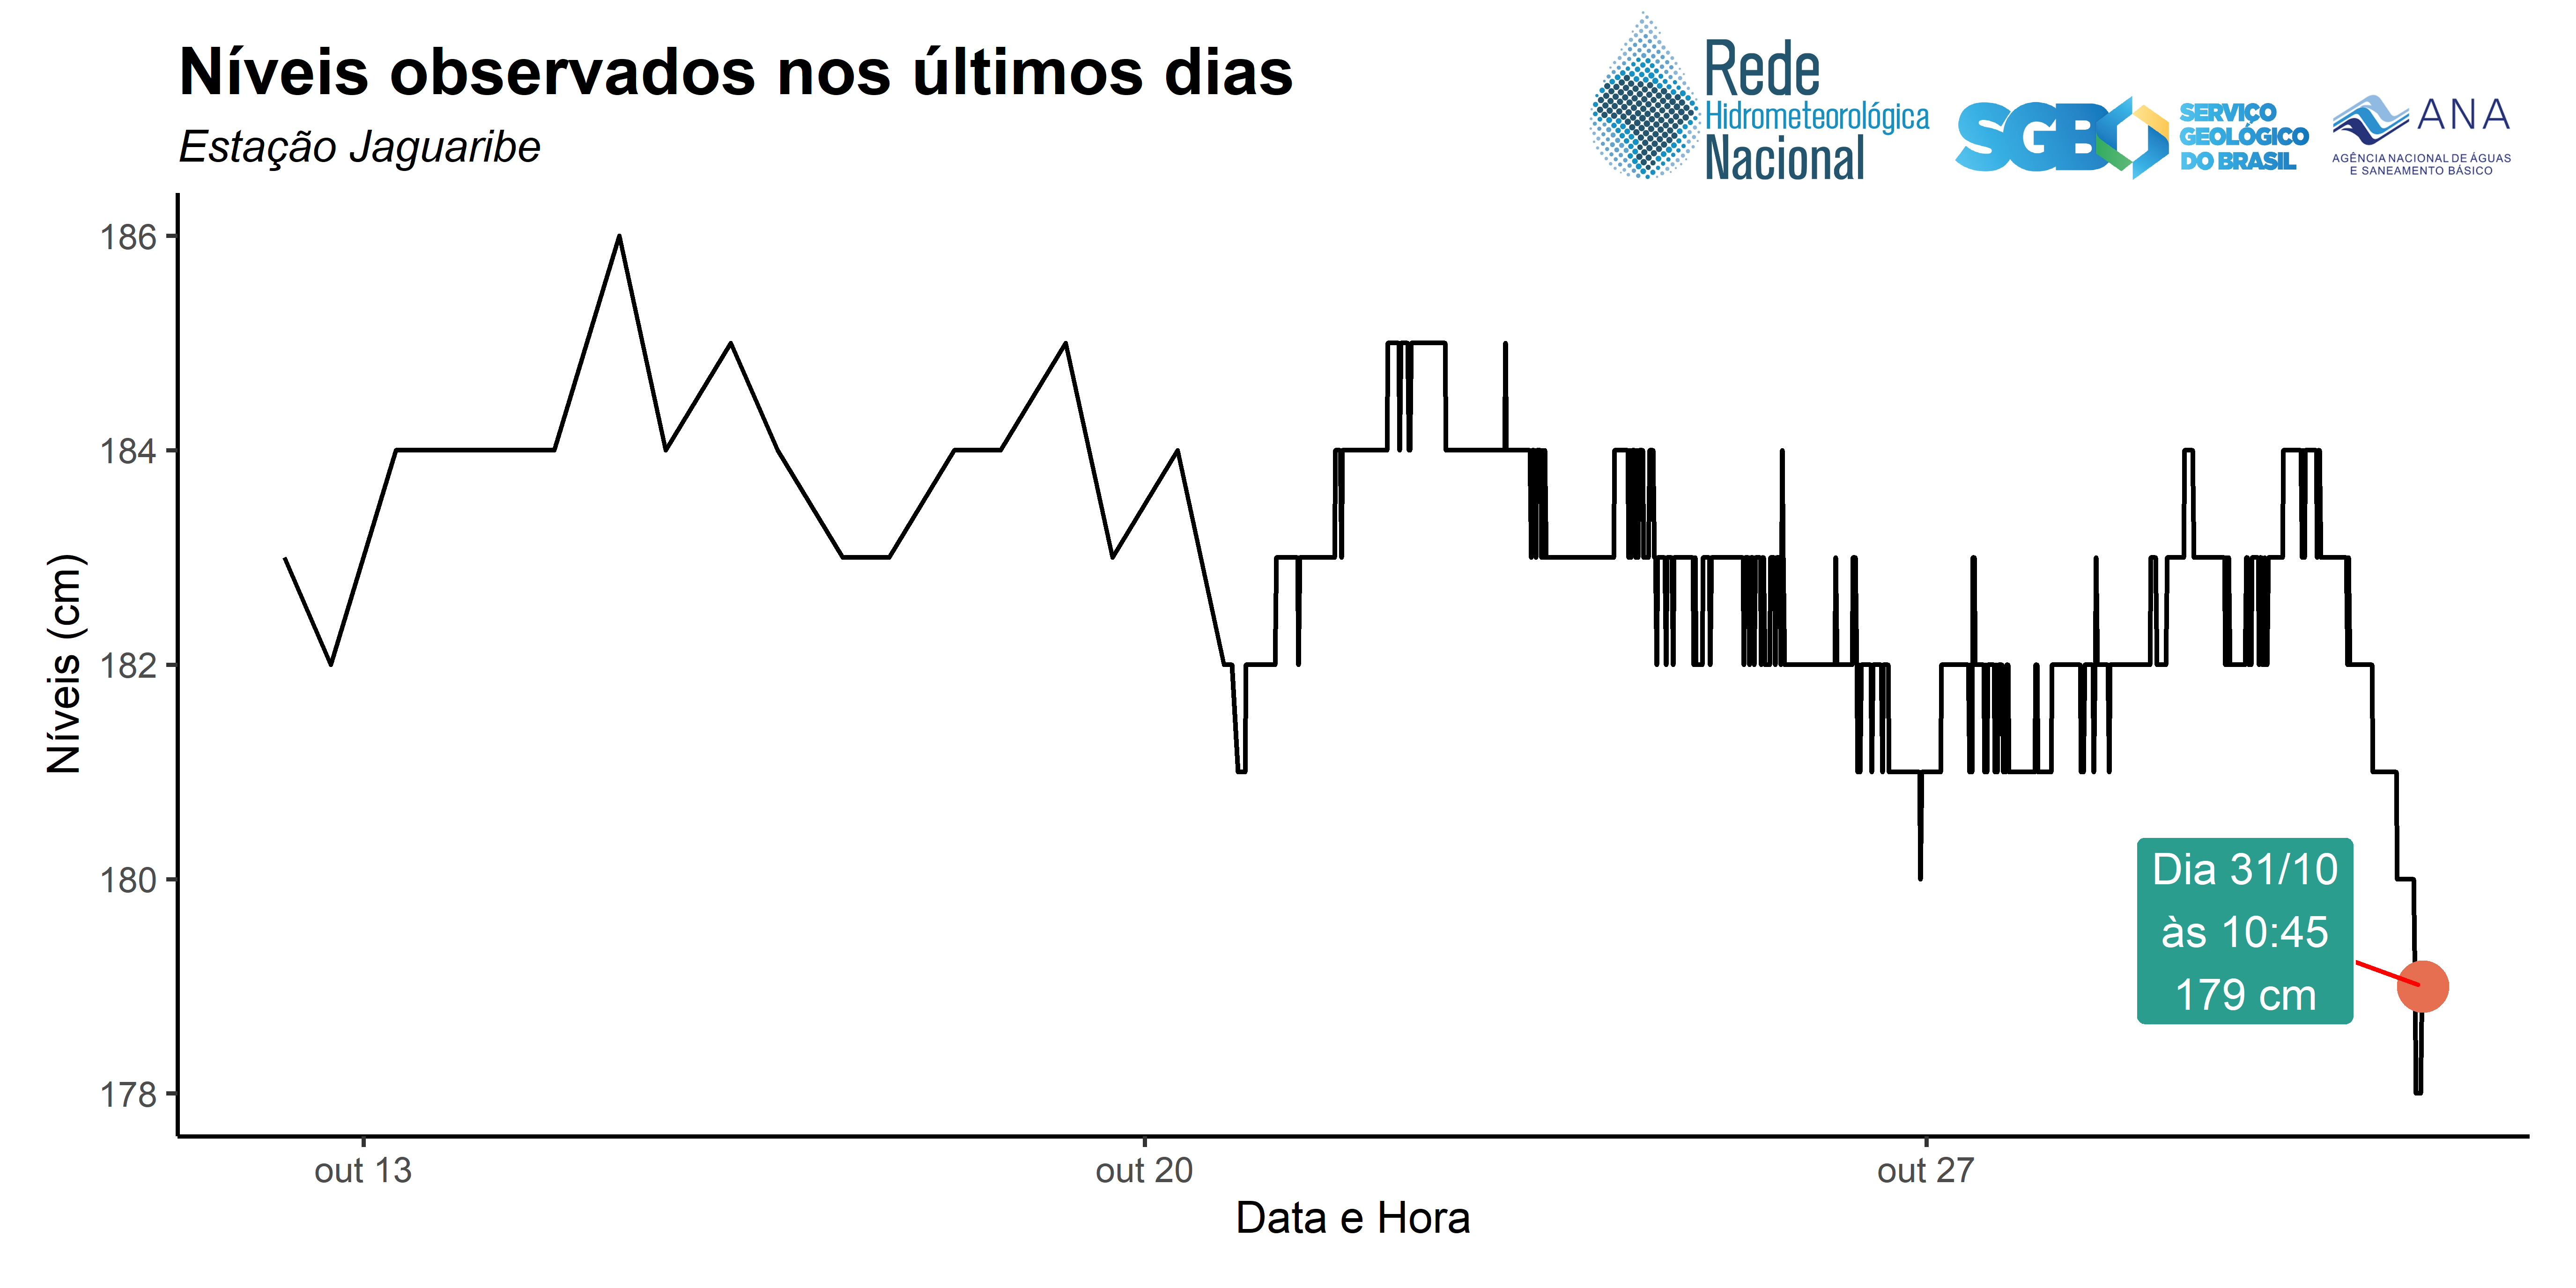 Níveis observados nos últimos dias
Estação Jaguaribe
Rede
Hidrometeorológica
Nacional
SGB
SERVIÇO
GEOLÓGICO
DO BRASIL
ANA
AGÊNCIA NACIONAL DE ÁGUAS
E SANEAMENTO BÁSICO
Níveis (cm)
186
184
182
180
178
Dia 31/10
às 10:45
179 cm
out 13
out 20
out 27
Data e Hora